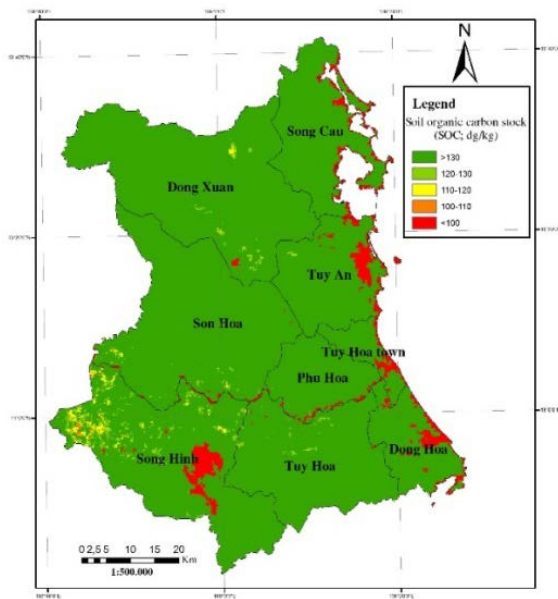 N
Legend
Soil organic carbon stock
(SOC; dg/kg)
>130
120-130
110-120
100-110
<100
Song Cau
Dong Xuan
Tuy An
Son Hoa
Tuy Hoa town
Phu Hoa
Dong Hoa
Song Hinh
Tuy Hoa
0 2,5 5 10 15 20
Km
1:500.000